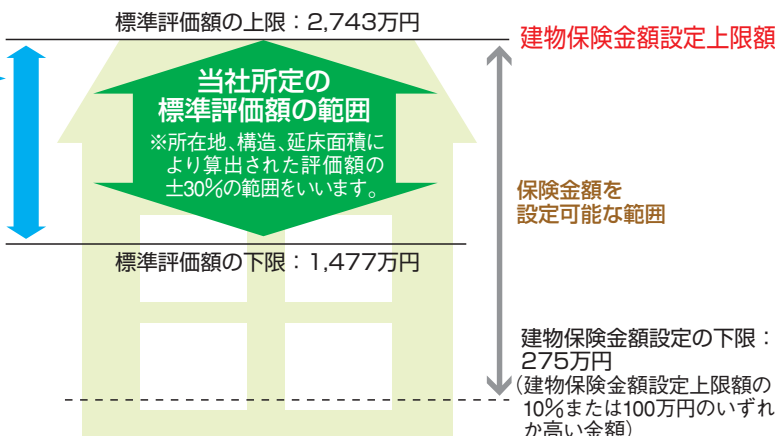 標準評価額の上限：2,743万円
建物保険金額設定上限額
当社所定の
標準評価額の範囲
※所在地、構造、延床面積に
より算出された評価額の
±30％の範囲をいいます。
保険金額を
設定可能な範囲
標準評価額の下限：1,477万円
建物保険金額設定の下限：
275万円
（建物保険金額設定上限額の
10％または100万円のいずれ
か高い金額）